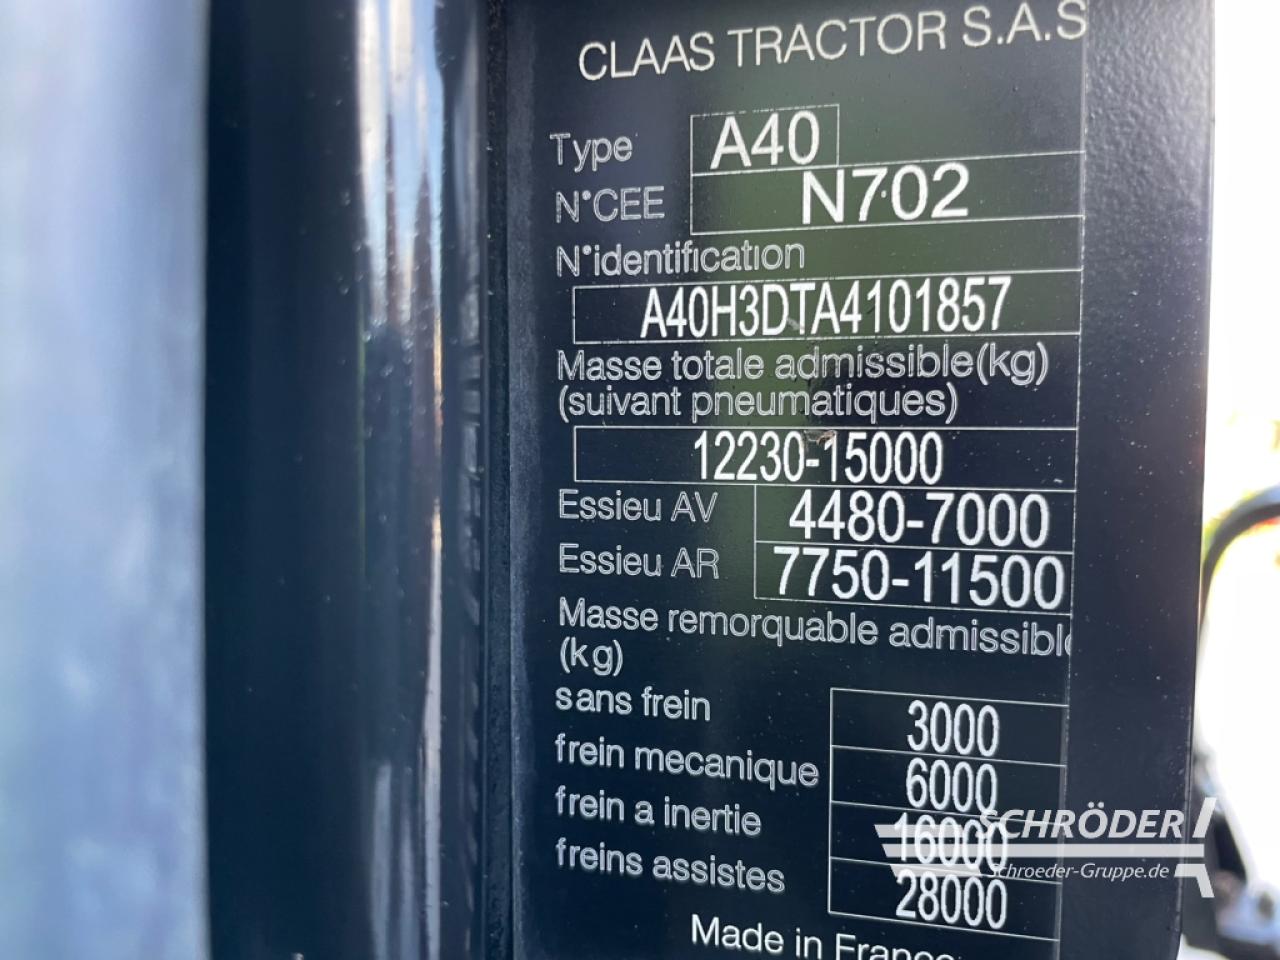 CLAAS TRACTOR S.A.S
Type A40
N°CEE N702
N°identification
A40H3DTA4101857
Masse totale admissible(kg)
(suivant pneumatiques)
12230-15000
Essieu AV 4480-7000
Essieu AR 7750-11500
Masse remorquable admissibl
(kg)
sans frein 3000
frein mecanique 6000
frein a inertie 16000
freins assistes 28000
Made in France
SCHRÖDER
Schroeder-Gruppe.de